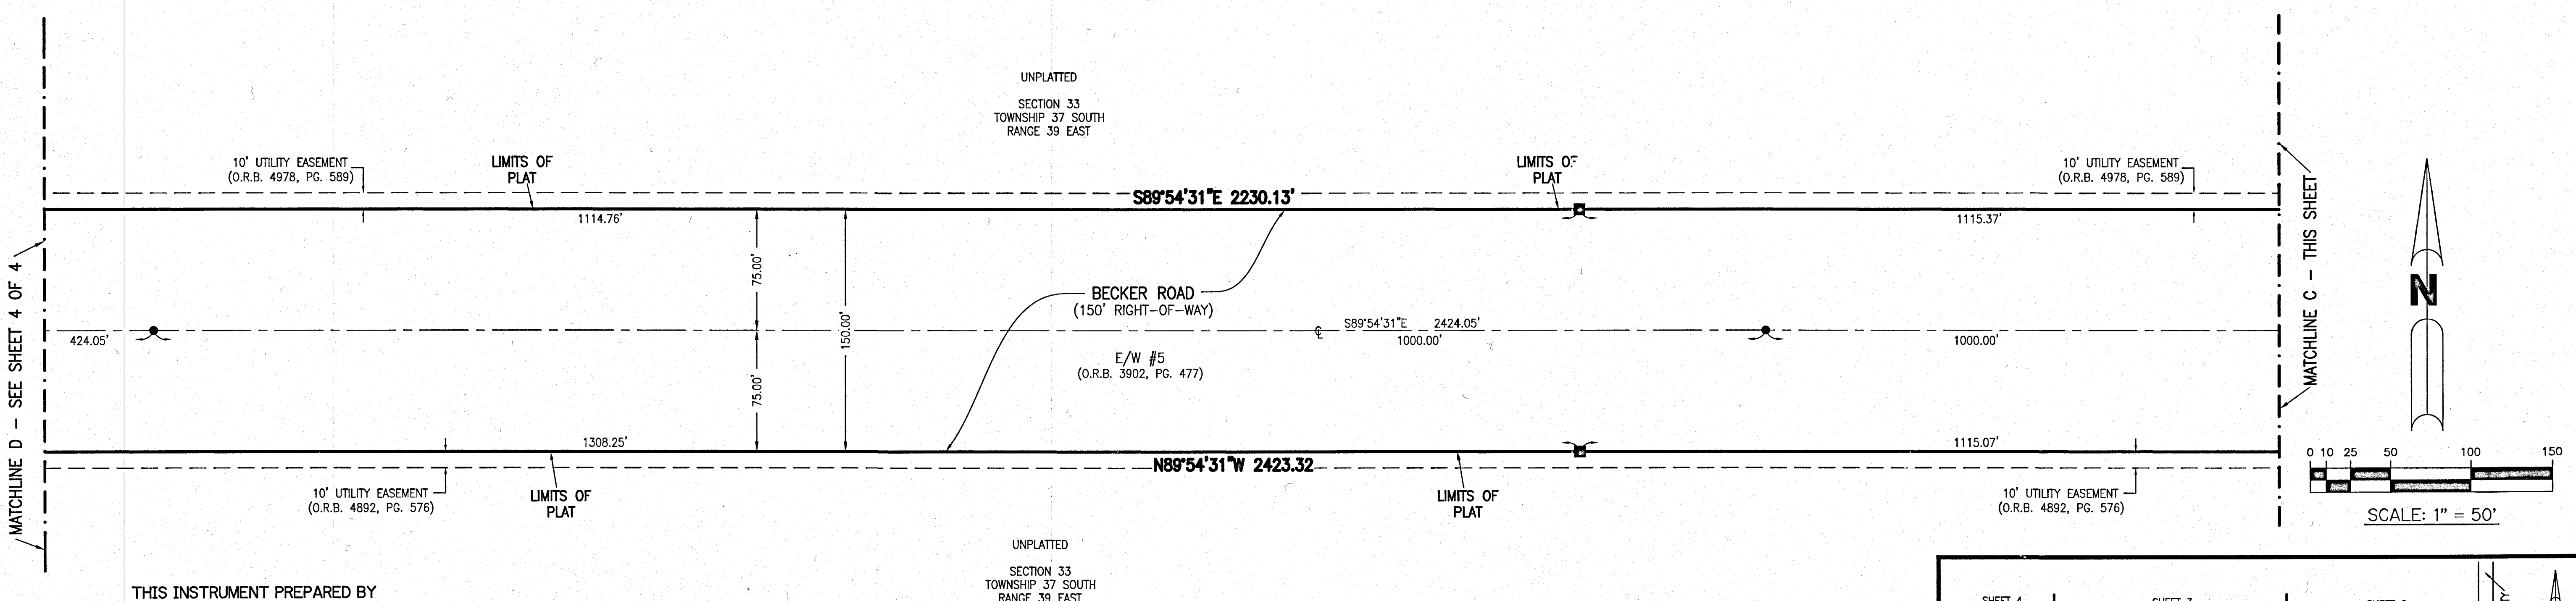 UNPLATTED
SECTION 33
TOWNSHIP 37 SOUTH
RANGE 39 EAST
10' UTILITY EASEMENT
(O.R.B. 4978, PG. 589)
LIMITS OF
PLAT
LIMITS OF
PLAT
10' UTILITY EASEMENT
(O.R.B. 4978, PG. 589)
S89°54'31"E 2230.13'
1114.76'
1115.37'
MATCHLINE D - SEE SHEET 4 OF 4
MATCHLINE C - THIS SHEET
75.00'
150.00'
75.00'
BECKER ROAD
(150' RIGHT-OF-WAY)
S89°54'31"E 2424.05'
424.05'
1000.00'
1000.00'
E/W #5
(O.R.B. 3902, PG. 477)
N
1308.25'
1115.07'
N89°54'31"W 2423.32
10' UTILITY EASEMENT
(O.R.B. 4892, PG. 576)
LIMITS OF
PLAT
LIMITS OF
PLAT
10' UTILITY EASEMENT
(O.R.B. 4892, PG. 576)
0 10 25 50 100 150
SCALE: 1" = 50'
UNPLATTED
SECTION 33
TOWNSHIP 37 SOUTH
RANGE 39 EAST
THIS INSTRUMENT PREPARED BY
SHEET 4
SHEET 3